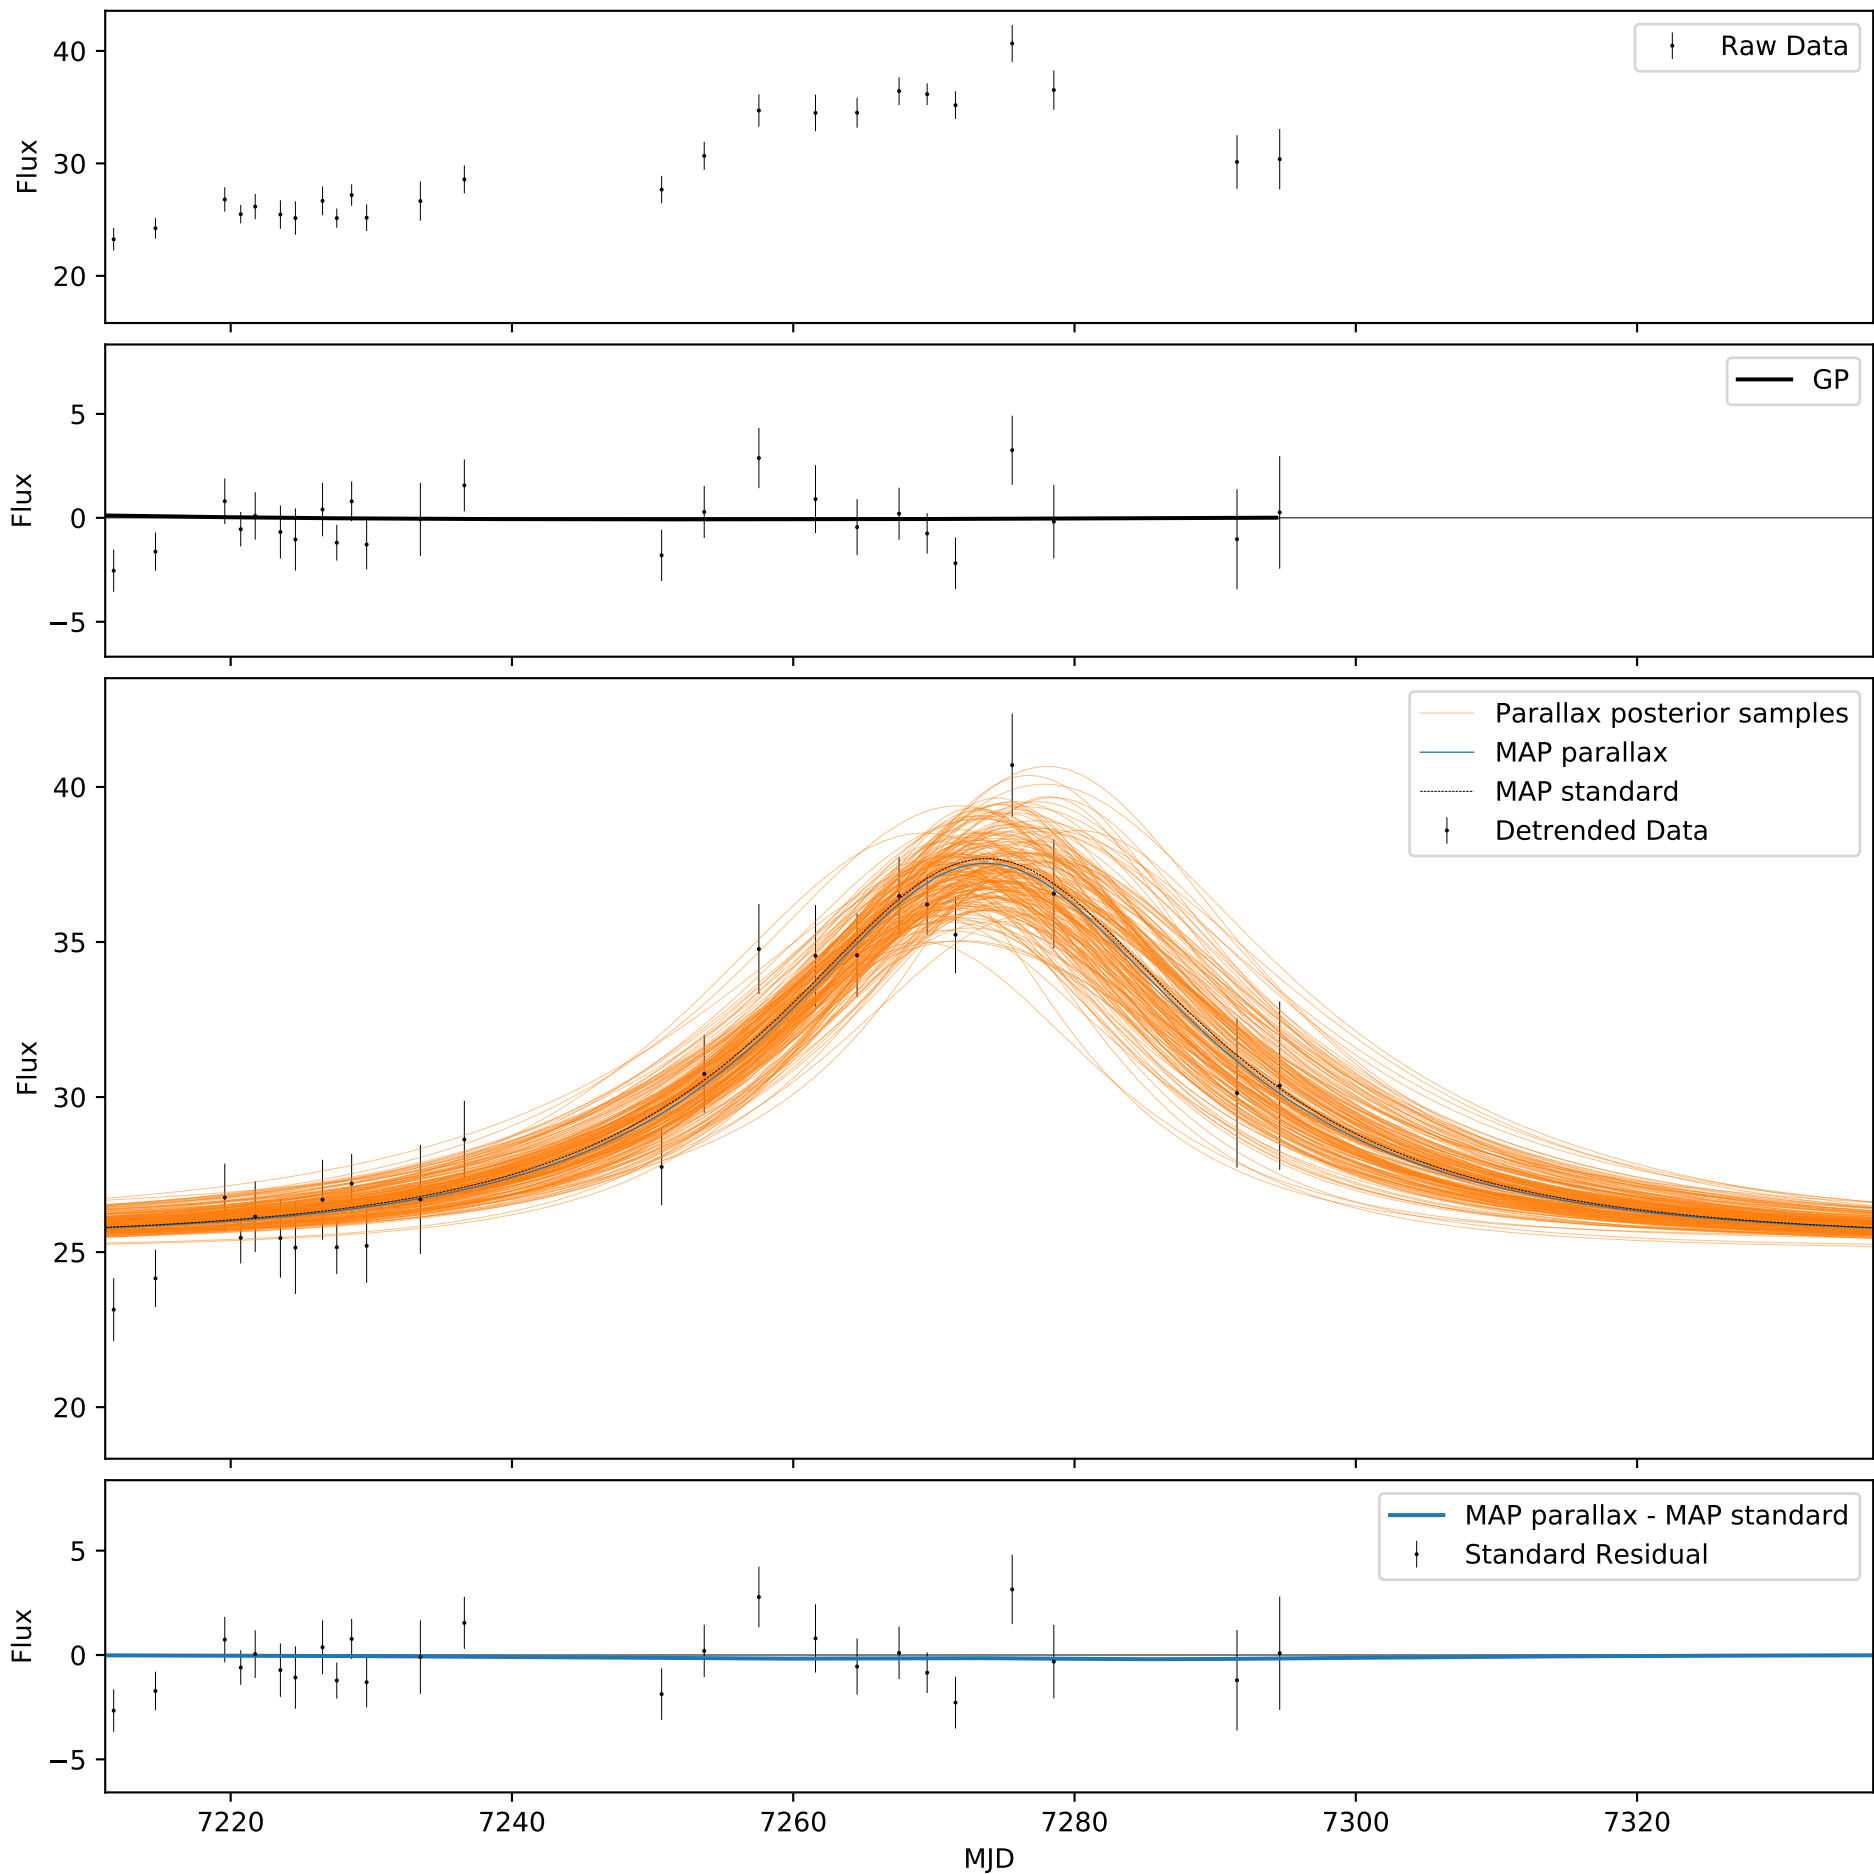 40
30
20
Flux
Raw Data
5
0
−5
Flux
GP
40
35
30
25
20
Flux
Parallax posterior samples
MAP parallax
MAP standard
Detrended Data
5
0
−5
Flux
MAP parallax - MAP standard
Standard Residual
7220 7240 7260 7280 7300 7320
MJD